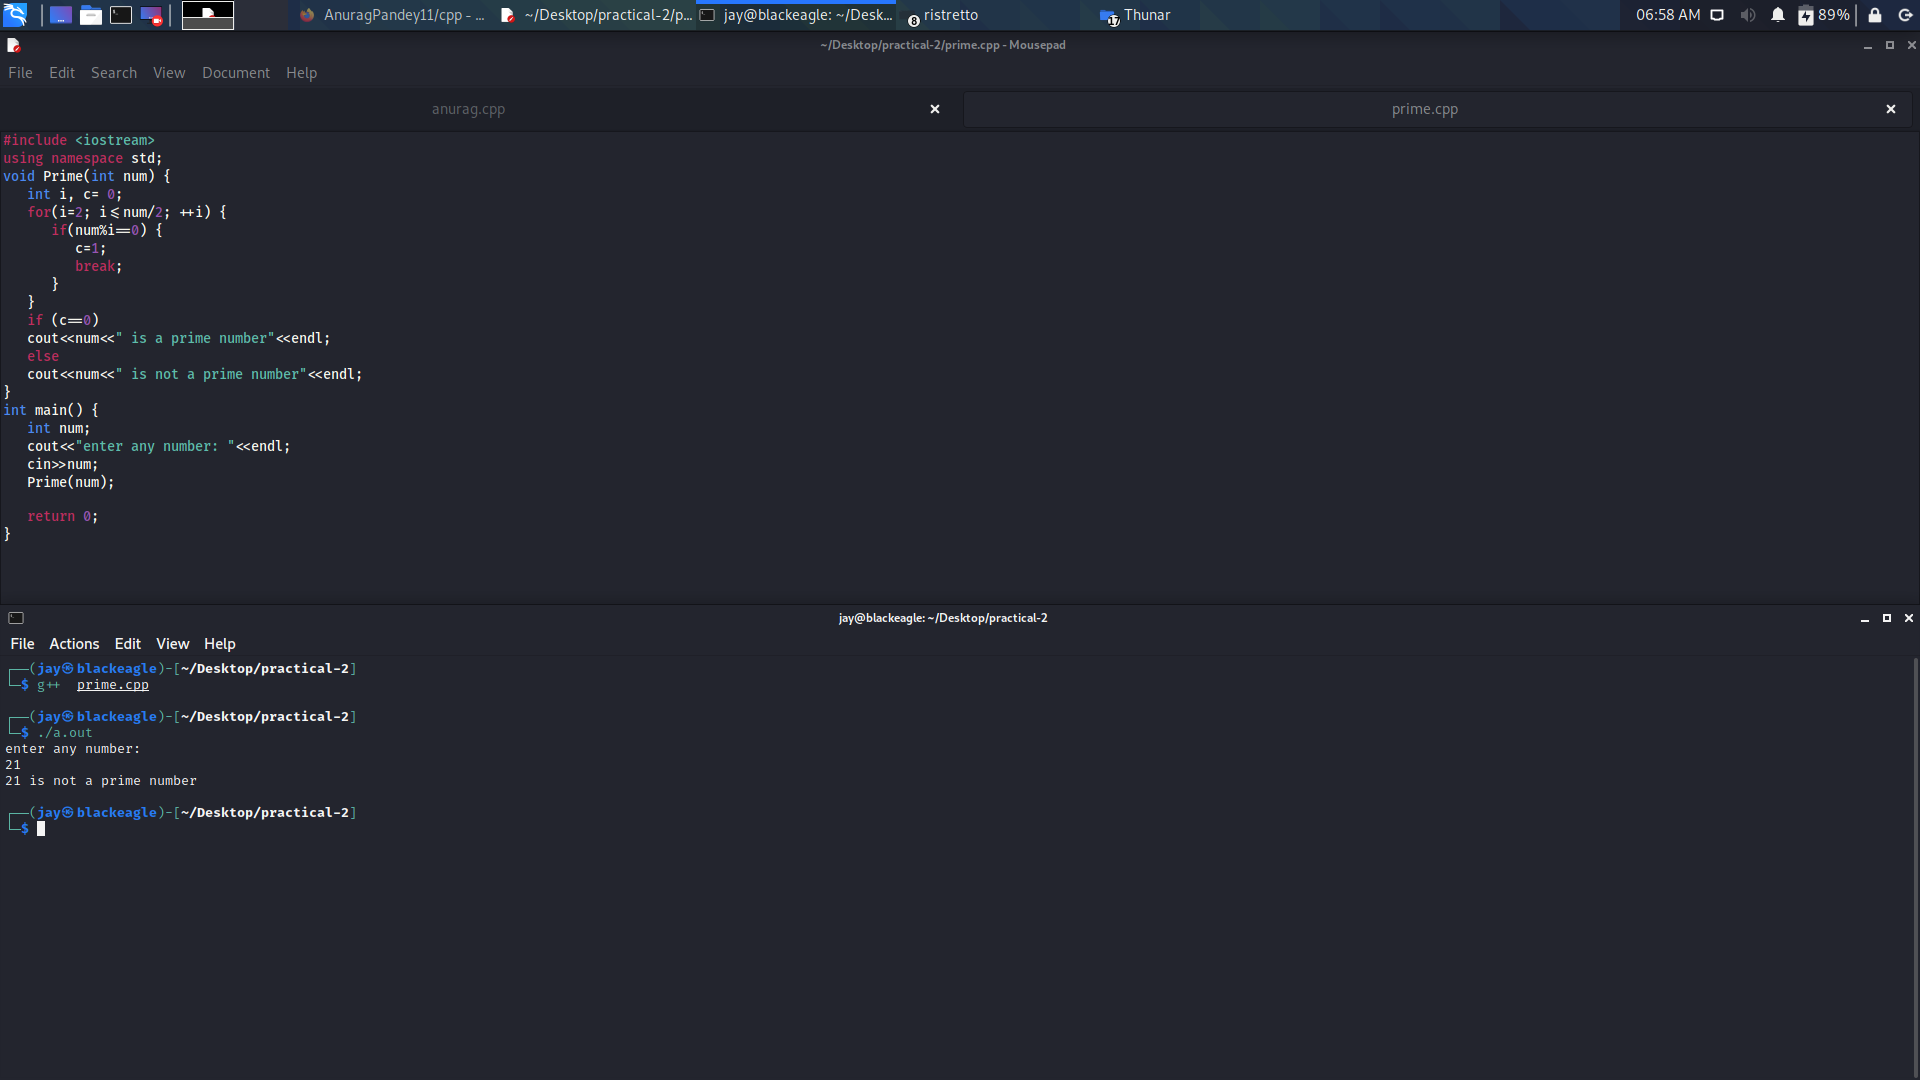 AnuragPandey11/cpp - ...
~/Desktop/practical-2/p...
jay@blackeagle: ~/Desk...
8 ristretto
17 Thunar
06:58 AM
89%
~/Desktop/practical-2/prime.cpp - Mousepad
File Edit Search View Document Help
anurag.cpp
prime.cpp
#include <iostream>
using namespace std;
void Prime(int num) {
   int i, c= 0;
   for(i=2; i<=num/2; ++i) {
      if(num%i==0) {
         c=1;
         break;
      }
   }
   if (c==0)
   cout<<num<<" is a prime number"<<endl;
   else
   cout<<num<<" is not a prime number"<<endl;
}
int main() {
   int num;
   cout<<"enter any number: "<<endl;
   cin>>num;
   Prime(num);

   return 0;
}
jay@blackeagle: ~/Desktop/practical-2
File Actions Edit View Help
┌──(jay㉿blackeagle)-[~/Desktop/practical-2]
└─$ g++  prime.cpp

┌──(jay㉿blackeagle)-[~/Desktop/practical-2]
└─$ ./a.out
enter any number:
21
21 is not a prime number

┌──(jay㉿blackeagle)-[~/Desktop/practical-2]
└─$